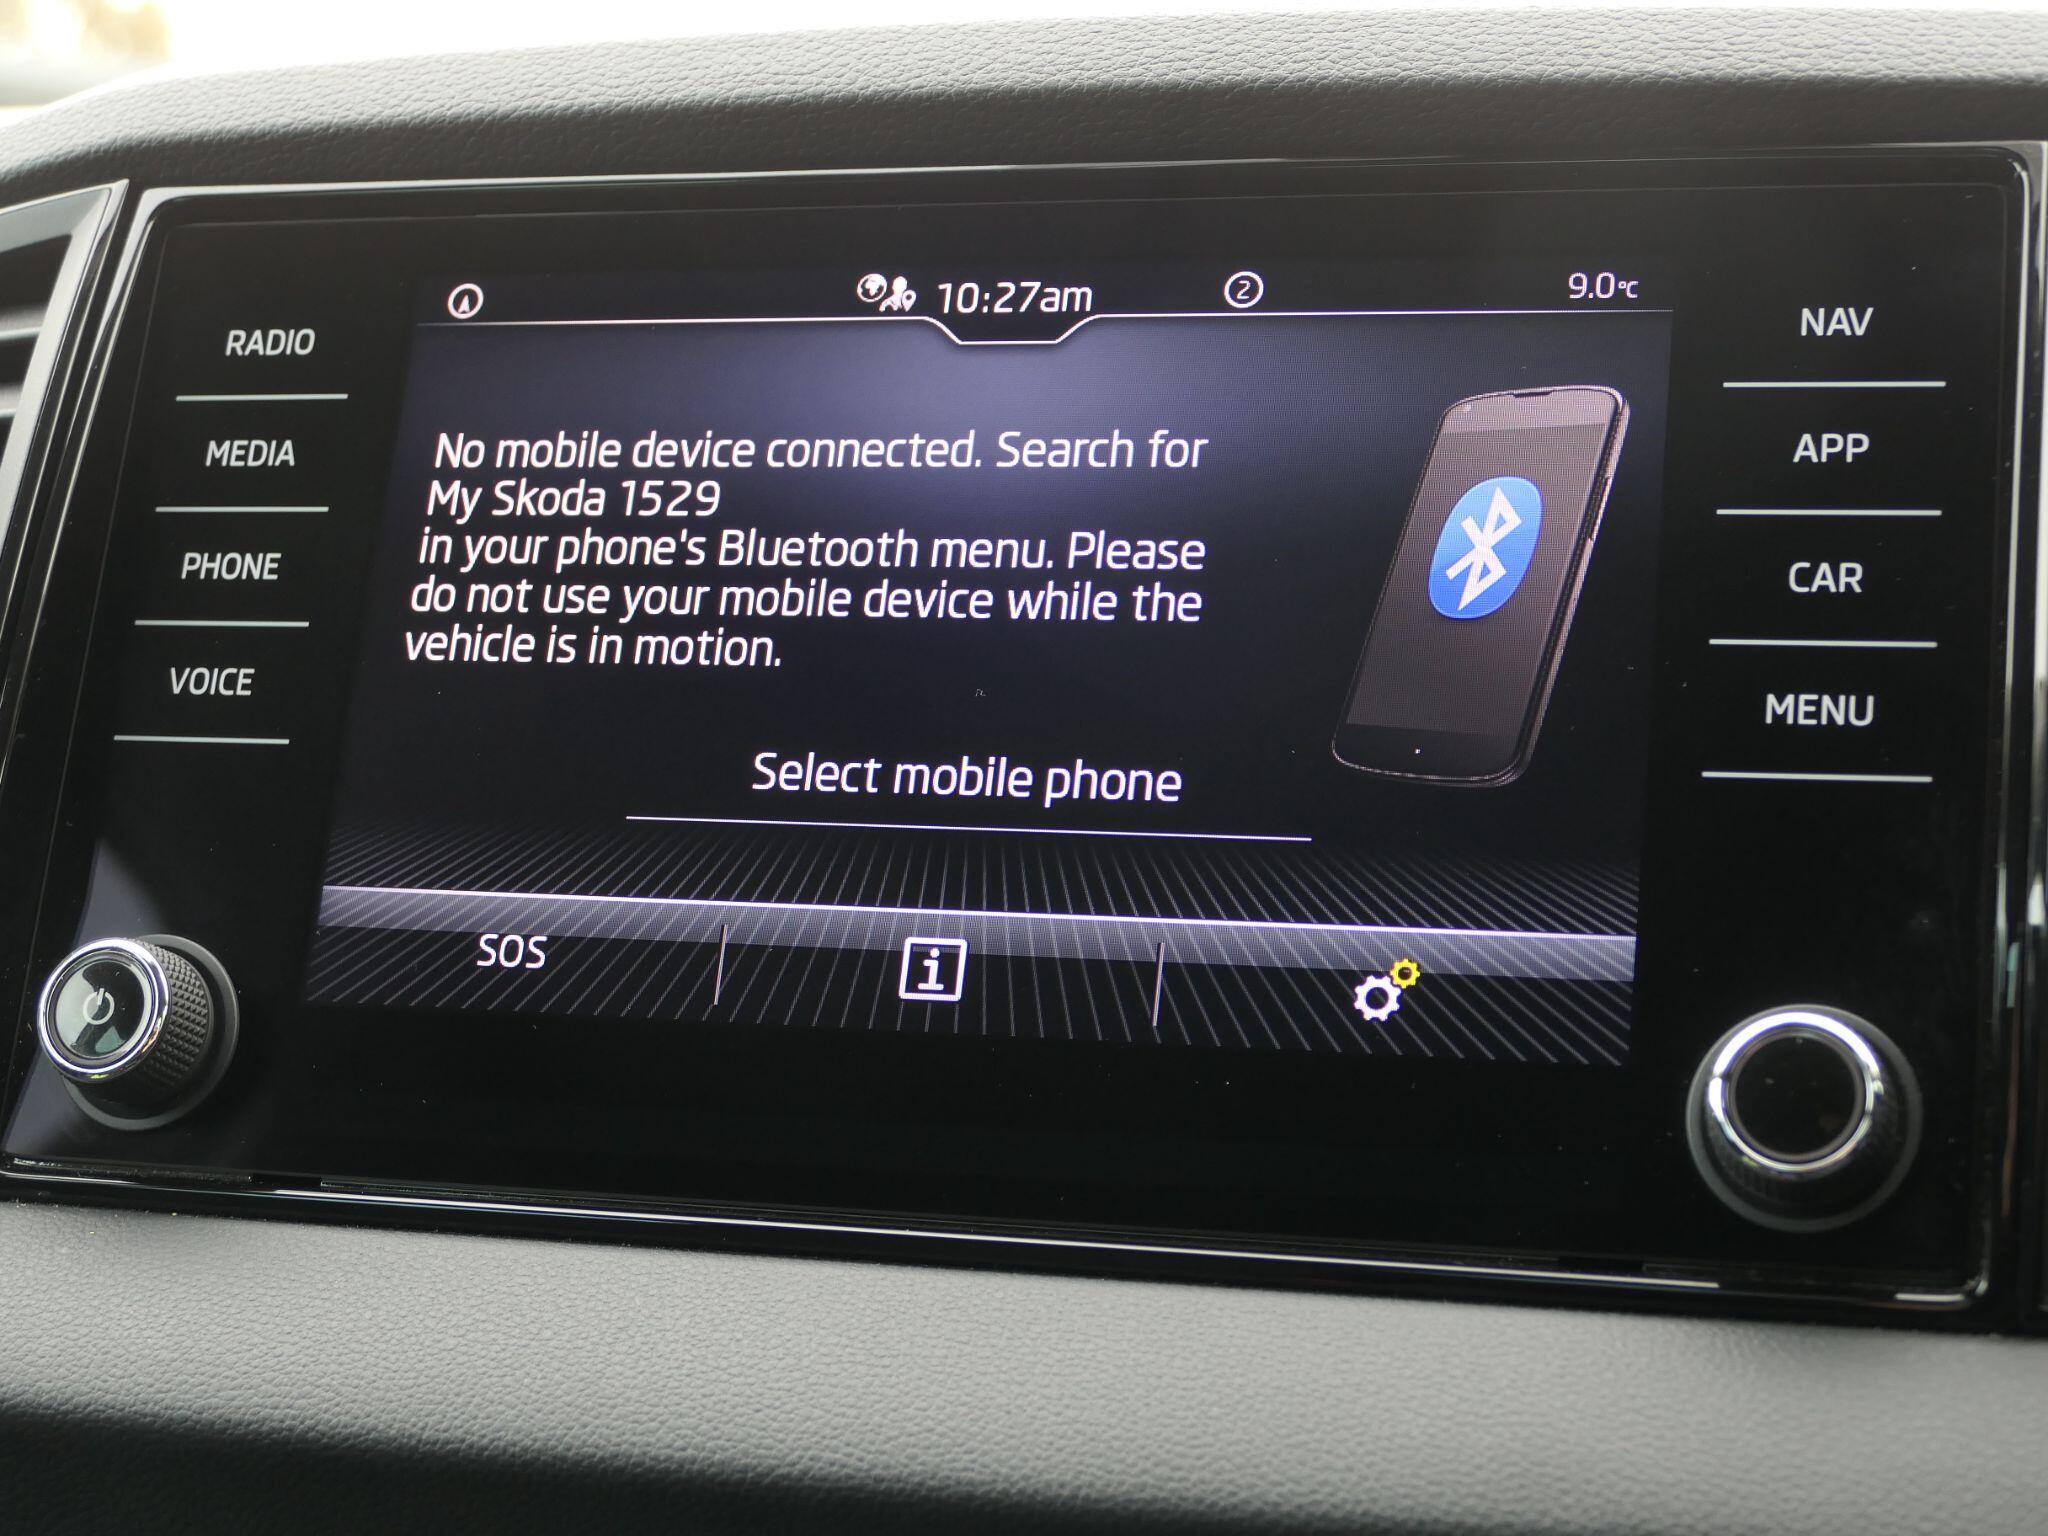 10:27am
2
9.0°C
RADIO
MEDIA
PHONE
VOICE
No mobile device connected. Search for
My Skoda 1529
in your phone's Bluetooth menu. Please
do not use your mobile device while the
vehicle is in motion.
Select mobile phone
SOS
i
NAV
APP
CAR
MENU